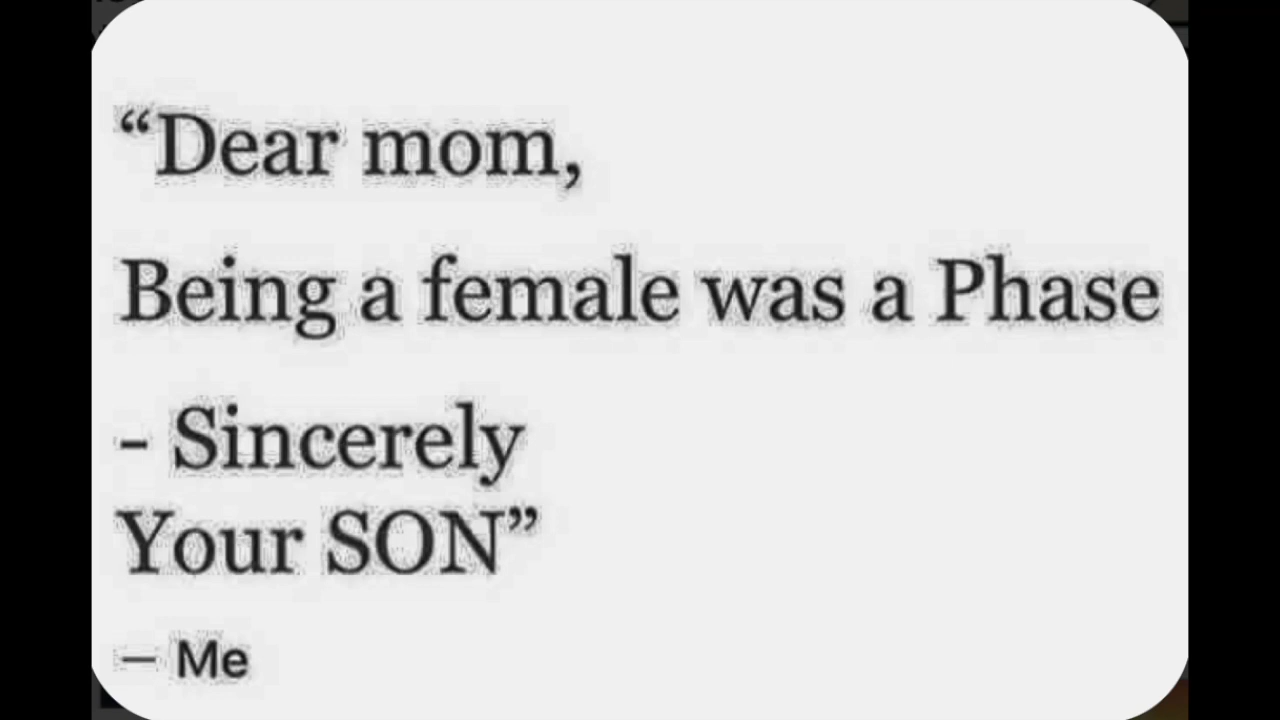 “Dear mom,
Being a female was a Phase
- Sincerely
Your SON”
— Me